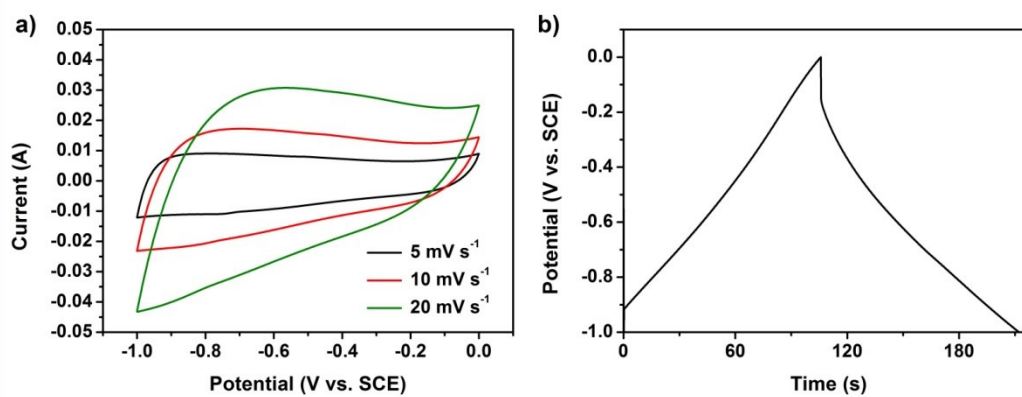 a)
0.05
0.04
0.03
0.02
0.01
0.00
-0.01
-0.02
-0.03
-0.04
-0.05
Current (A)
-1.0 -0.8 -0.6 -0.4 -0.2 0.0
Potential (V vs. SCE)
5 mV s⁻¹
10 mV s⁻¹
20 mV s⁻¹
b)
0.0
-0.2
-0.4
-0.6
-0.8
-1.0
Potential (V vs. SCE)
0 60 120 180
Time (s)